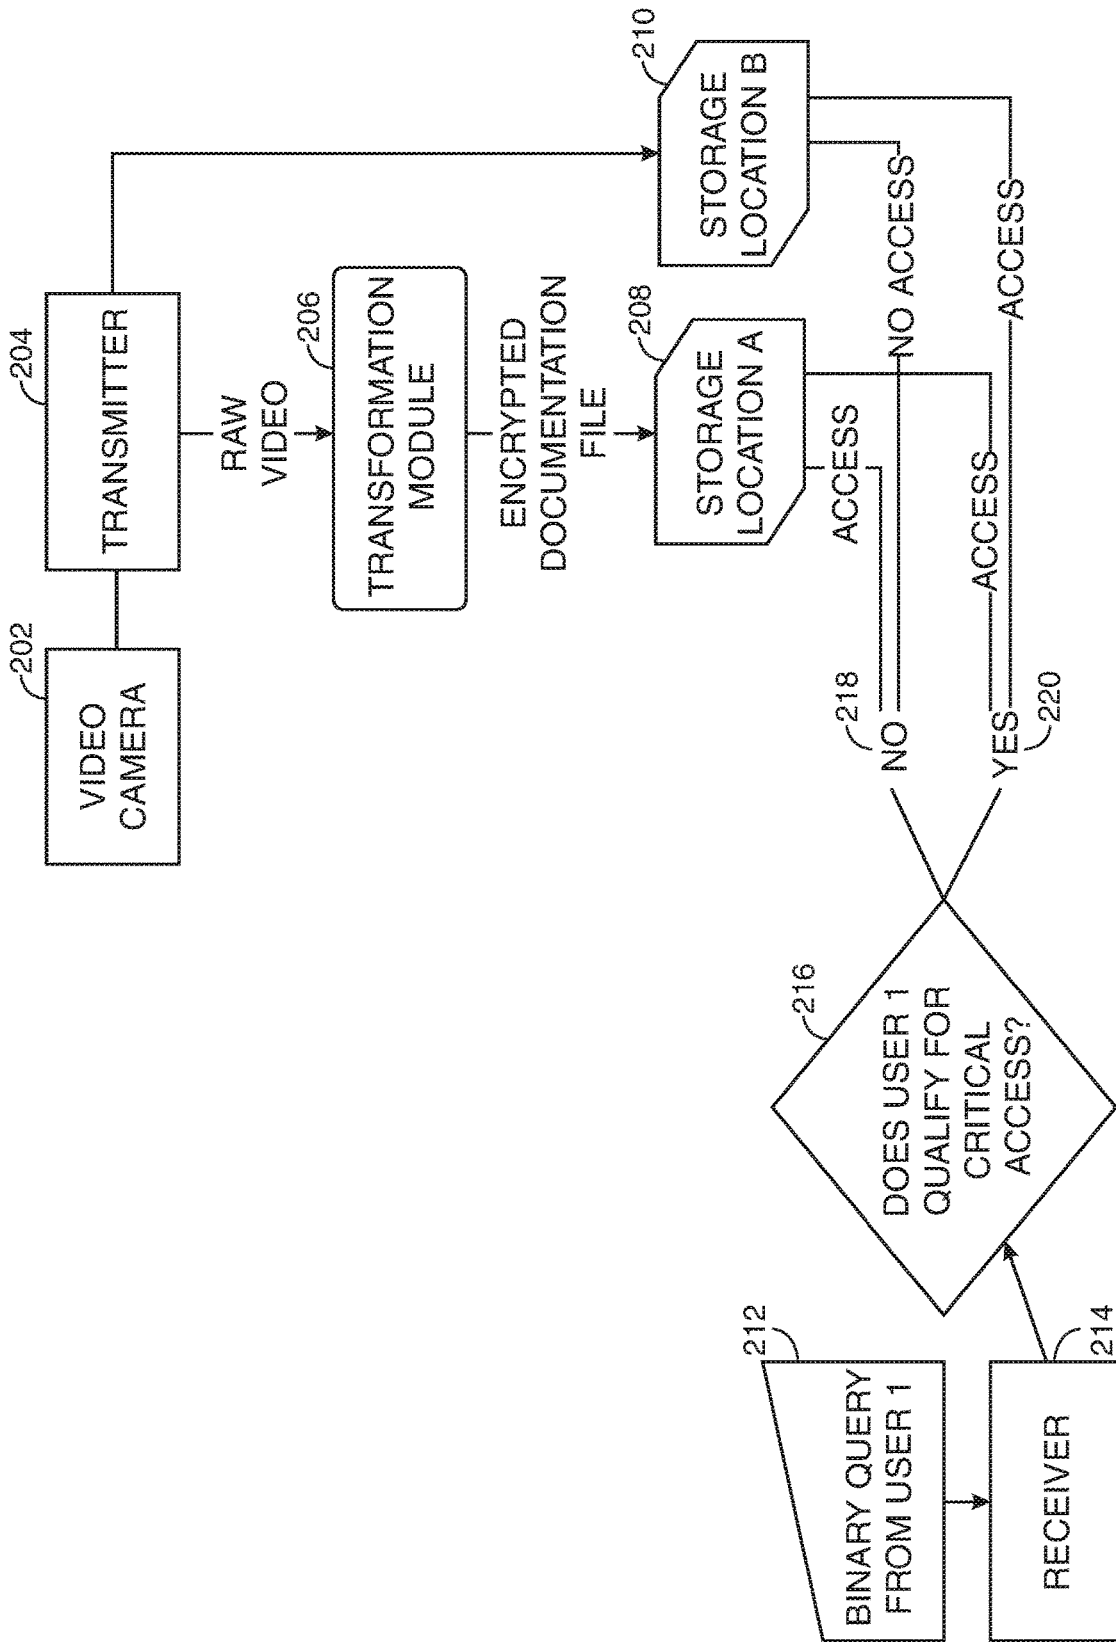 202
VIDEO
CAMERA
204
TRANSMITTER
RAW
VIDEO
206
TRANSFORMATION
MODULE
ENCRYPTED
DOCUMENTATION
FILE
208
STORAGE
LOCATION A
210
STORAGE
LOCATION B
ACCESS
NO ACCESS
ACCESS
ACCESS
212
BINARY QUERY
FROM USER 1
214
RECEIVER
216
DOES USER 1
QUALIFY FOR
CRITICAL
ACCESS?
218
NO
YES
220